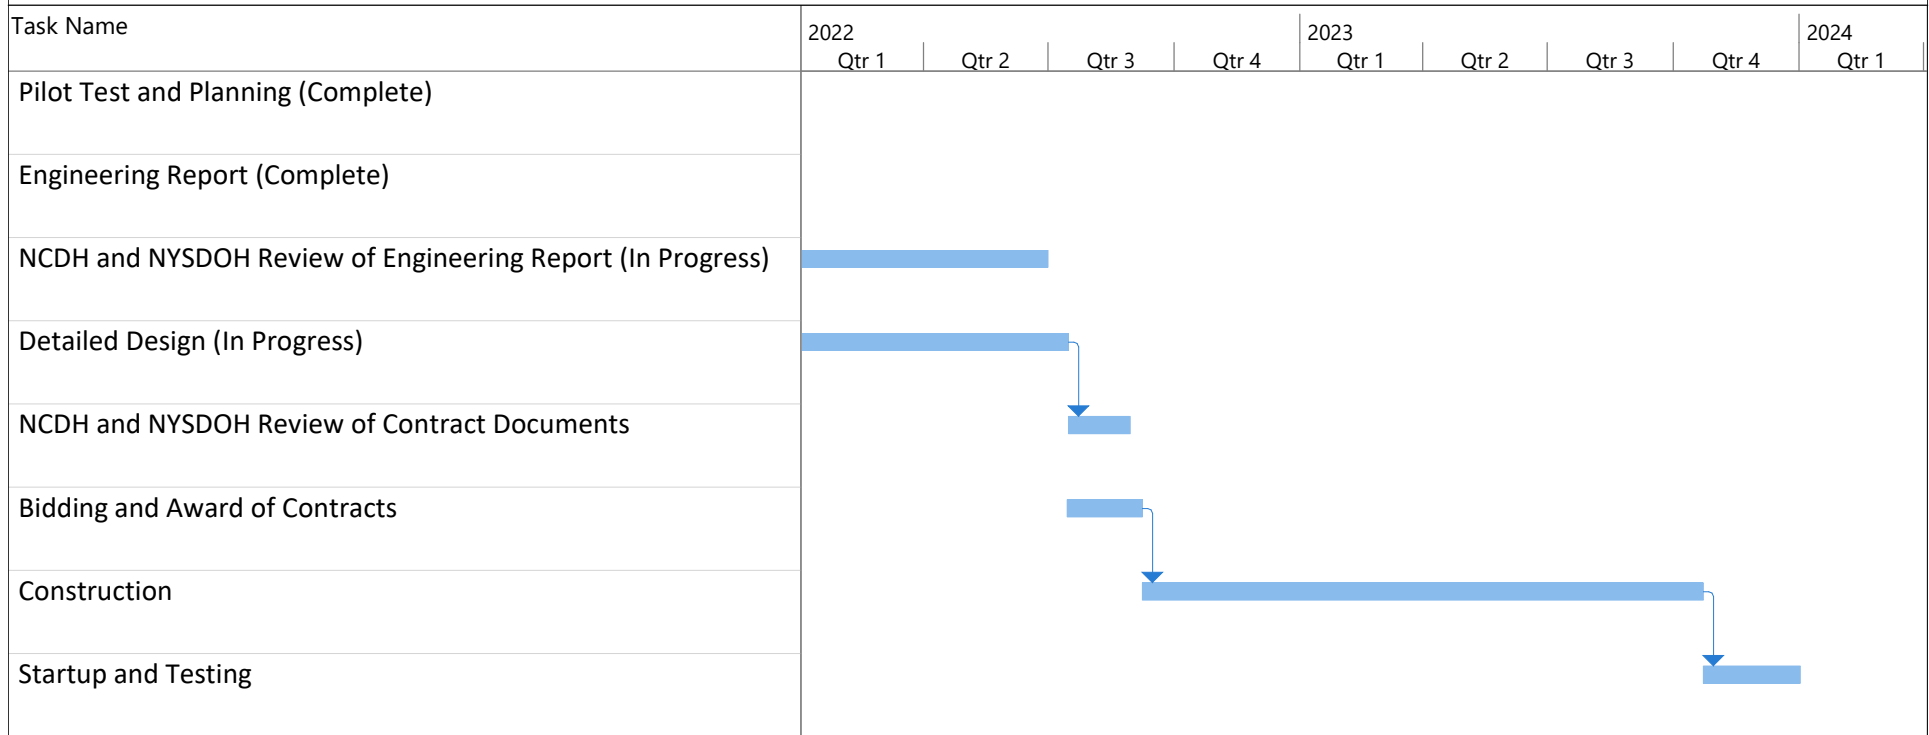 Task Name
2022 2023 2024
Qtr 1 Qtr 2 Qtr 3 Qtr 4 Qtr 1 Qtr 2 Qtr 3 Qtr 4 Qtr 1
Pilot Test and Planning (Complete)
Engineering Report (Complete)
NCDH and NYSDOH Review of Engineering Report (In Progress)
Detailed Design (In Progress)
NCDH and NYSDOH Review of Contract Documents
Bidding and Award of Contracts
Construction
Startup and Testing